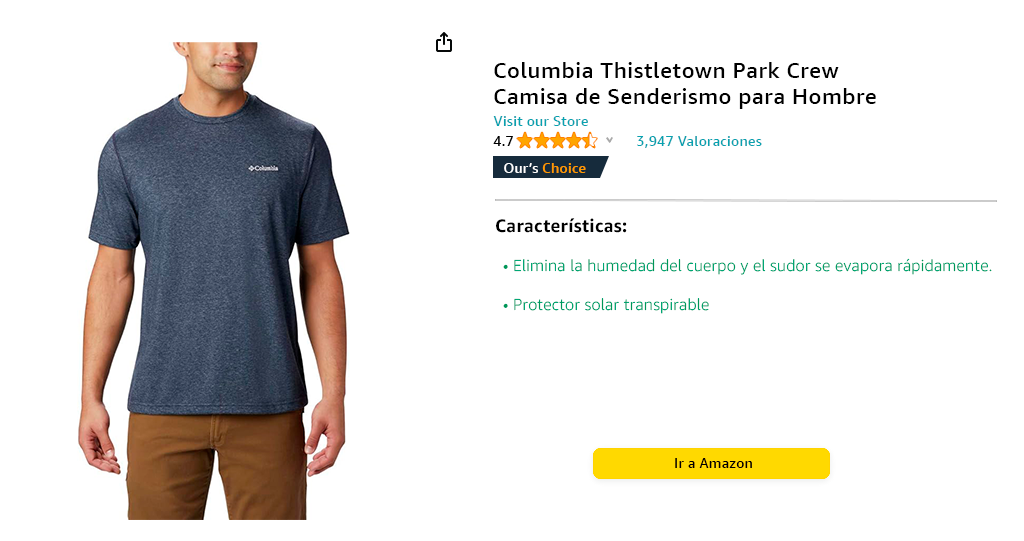 Columbia
Columbia Thistletown Park Crew
Camisa de Senderismo para Hombre
Visit our Store
4.7 3,947 Valoraciones
Our's Choice
Características:
• Elimina la humedad del cuerpo y el sudor se evapora rápidamente.
• Protector solar transpirable
Ir a Amazon